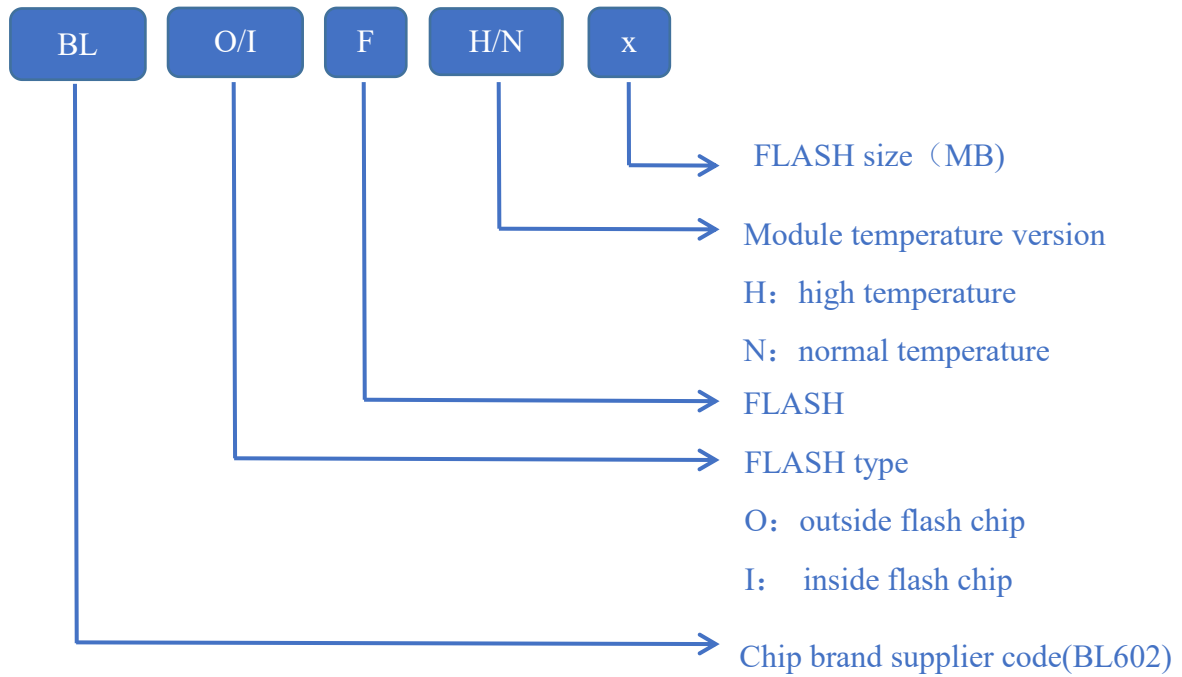 BL O/I F H/N x
FLASH size（MB)
Module temperature version
H：high temperature
N：normal temperature
FLASH
FLASH type
O：outside flash chip
I： inside flash chip
Chip brand supplier code(BL602)